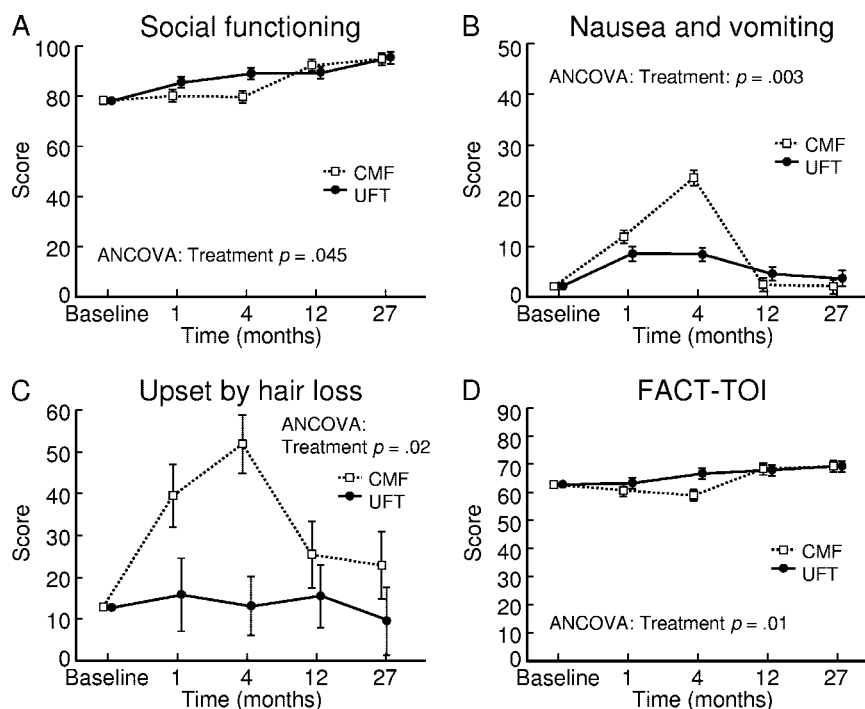 A Social functioning
100
80
60
40
20
0
Score
CMF
UFT
ANCOVA: Treatment p = .045
Baseline 1 4 12 27
Time (months)
B Nausea and vomiting
50
40
30
20
10
0
Score
ANCOVA: Treatment: p = .003
CMF
UFT
Baseline 1 4 12 27
Time (months)
C Upset by hair loss
60
50
40
30
20
10
0
Score
ANCOVA:
Treatment p = .02
CMF
UFT
Baseline 1 4 12 27
Time (months)
D FACT-TOI
90
80
70
60
50
40
30
20
10
0
Score
CMF
UFT
ANCOVA: Treatment p = .01
Baseline 1 4 12 27
Time (months)